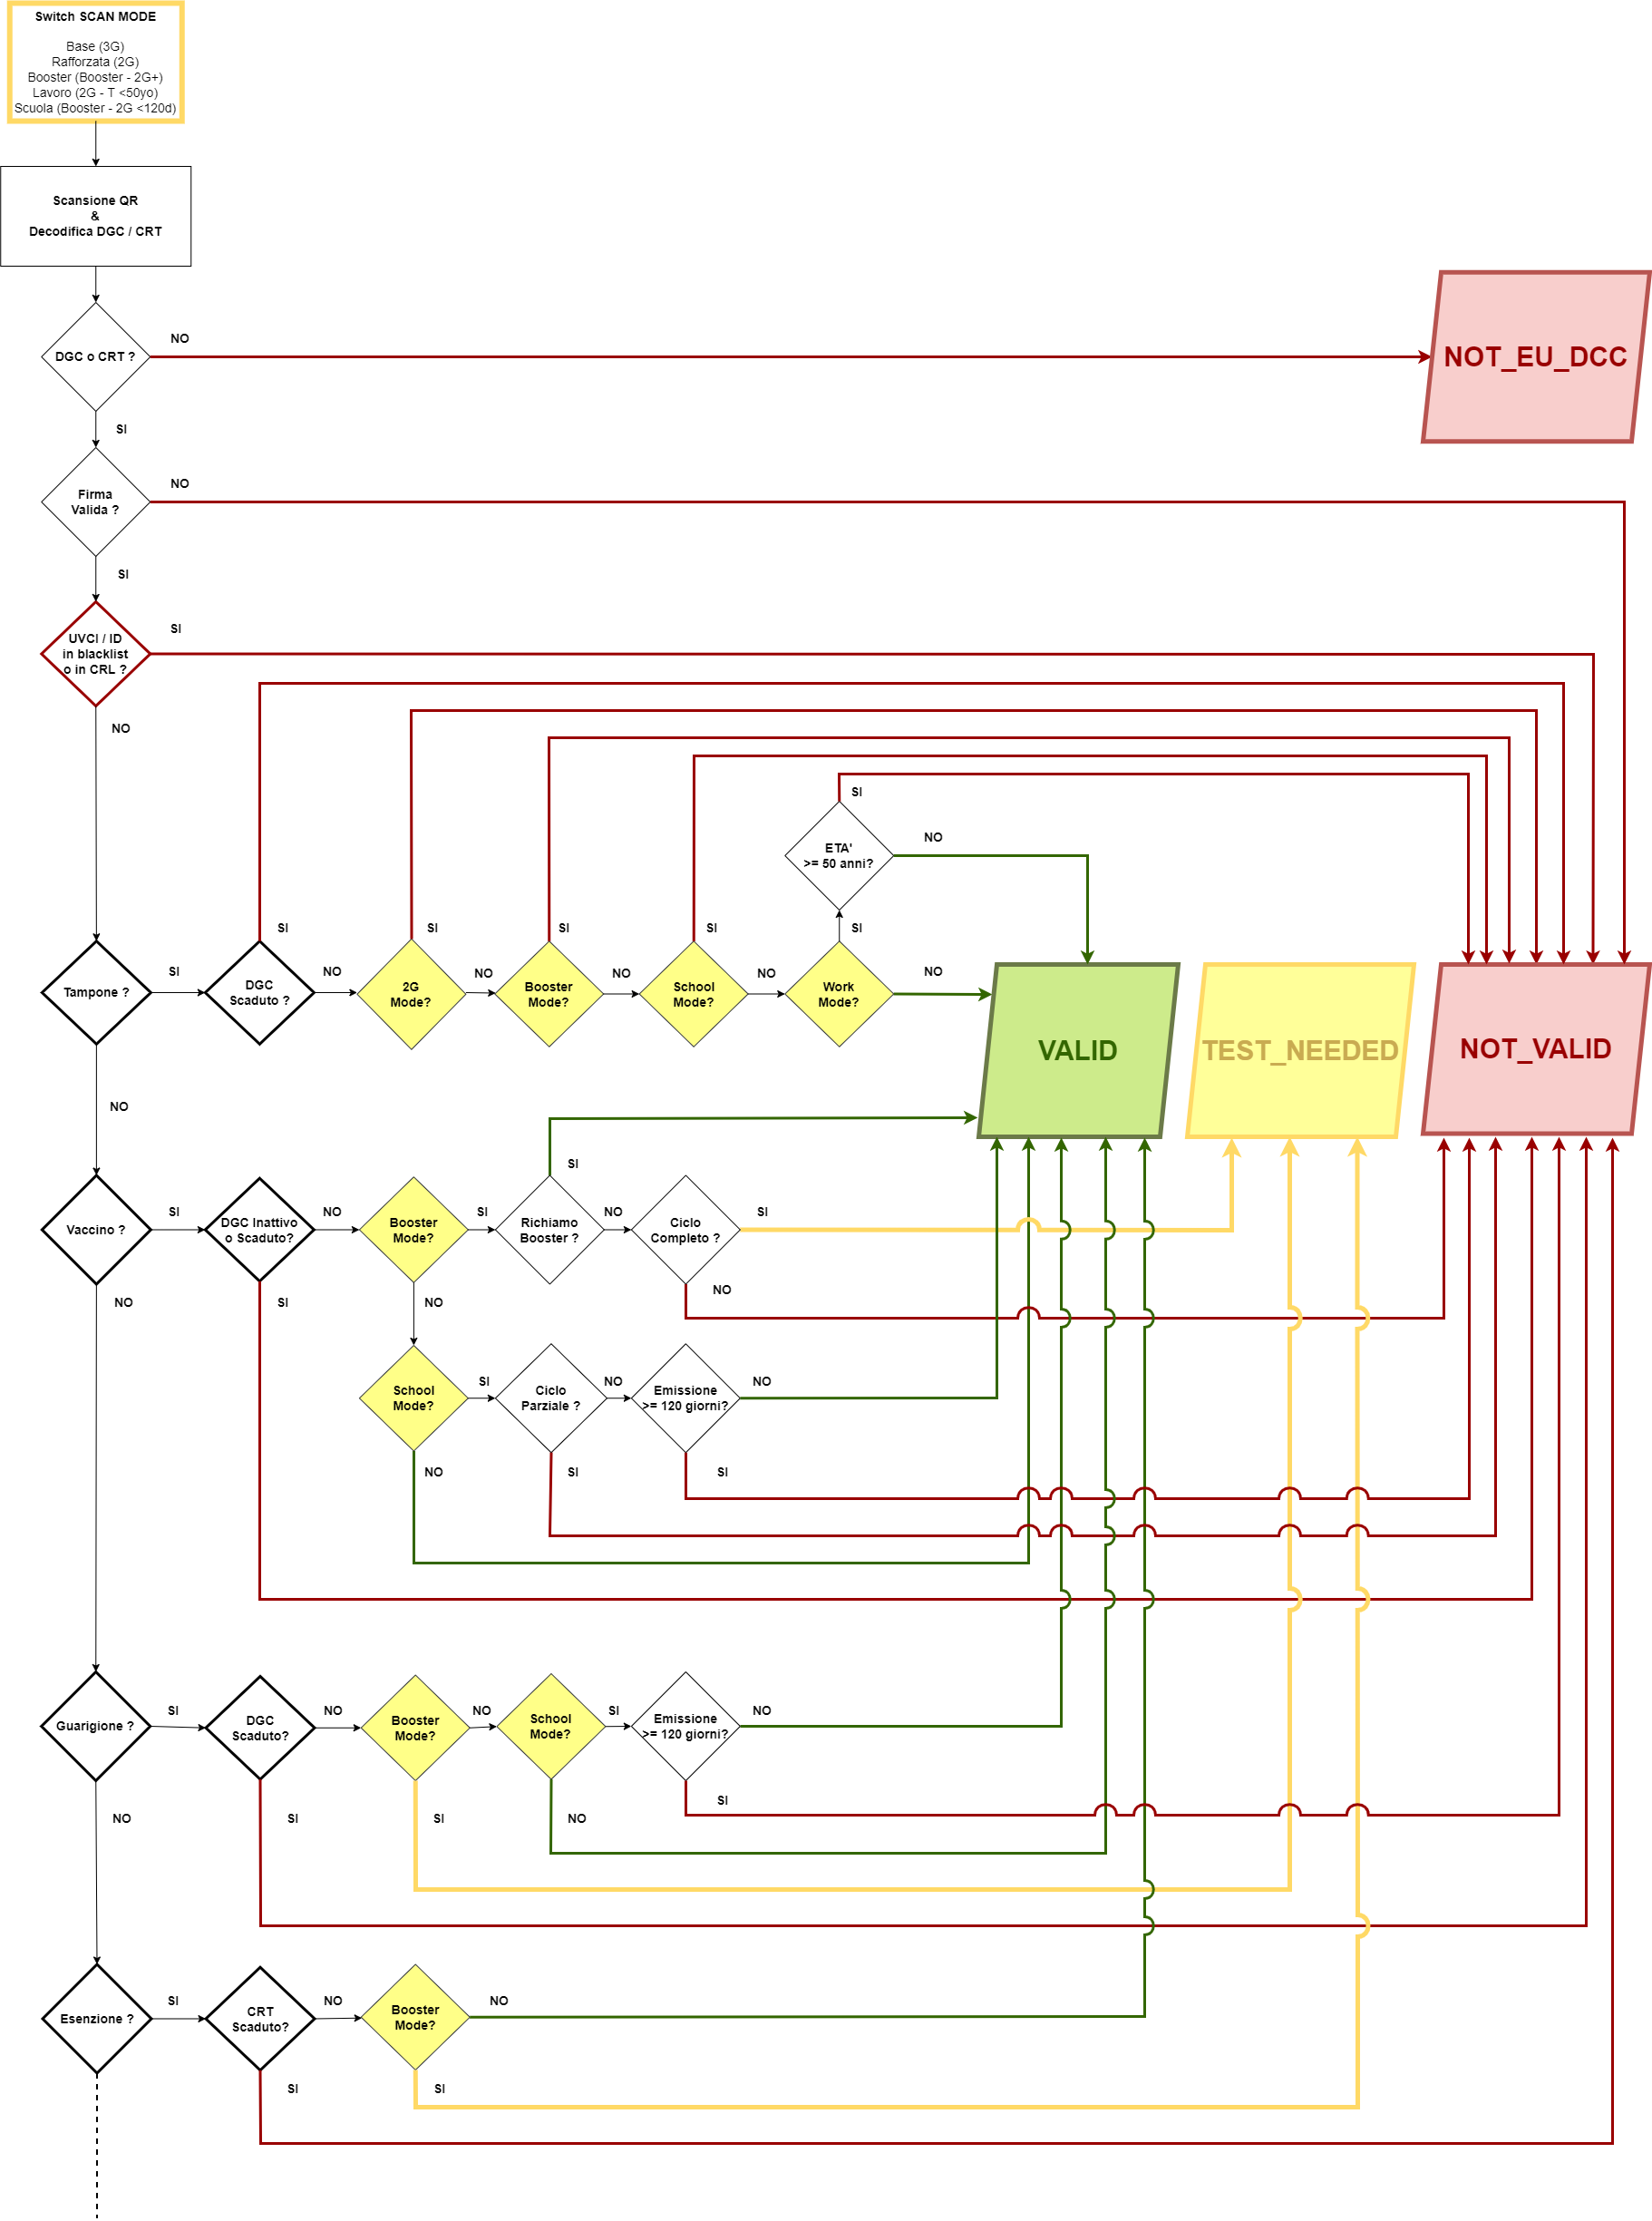 Switch SCAN MODE
Base (3G)
Rafforzata (2G)
Booster (Booster - 2G+)
Lavoro (2G - T <50yo)
Scuola (Booster - 2G <120d)
Scansione QR
&
Decodifica DGC / CRT
DGC o CRT ?
NO
NOT_EU_DCC
SI
Firma
Valida ?
NO
SI
UVCI / ID
in blacklist
o in CRL ?
SI
NO
SI
ETA'
>= 50 anni?
NO
Tampone ?
SI
DGC
Scaduto ?
SI
NO
2G
Mode?
SI
NO
Booster
Mode?
SI
NO
School
Mode?
SI
NO
Work
Mode?
SI
NO
VALID
TEST_NEEDED
NOT_VALID
NO
Vaccino ?
SI
DGC Inattivo
o Scaduto?
NO
Booster
Mode?
SI
Richiamo
Booster ?
SI
NO
Ciclo
Completo ?
SI
NO
NO
SI
NO
School
Mode?
SI
Ciclo
Parziale ?
NO
Emissione
>= 120 giorni?
NO
NO
SI
SI
Guarigione ?
SI
DGC
Scaduto?
NO
Booster
Mode?
NO
School
Mode?
SI
Emissione
>= 120 giorni?
NO
SI
NO
SI
SI
NO
Esenzione ?
SI
CRT
Scaduto?
NO
Booster
Mode?
NO
SI
SI